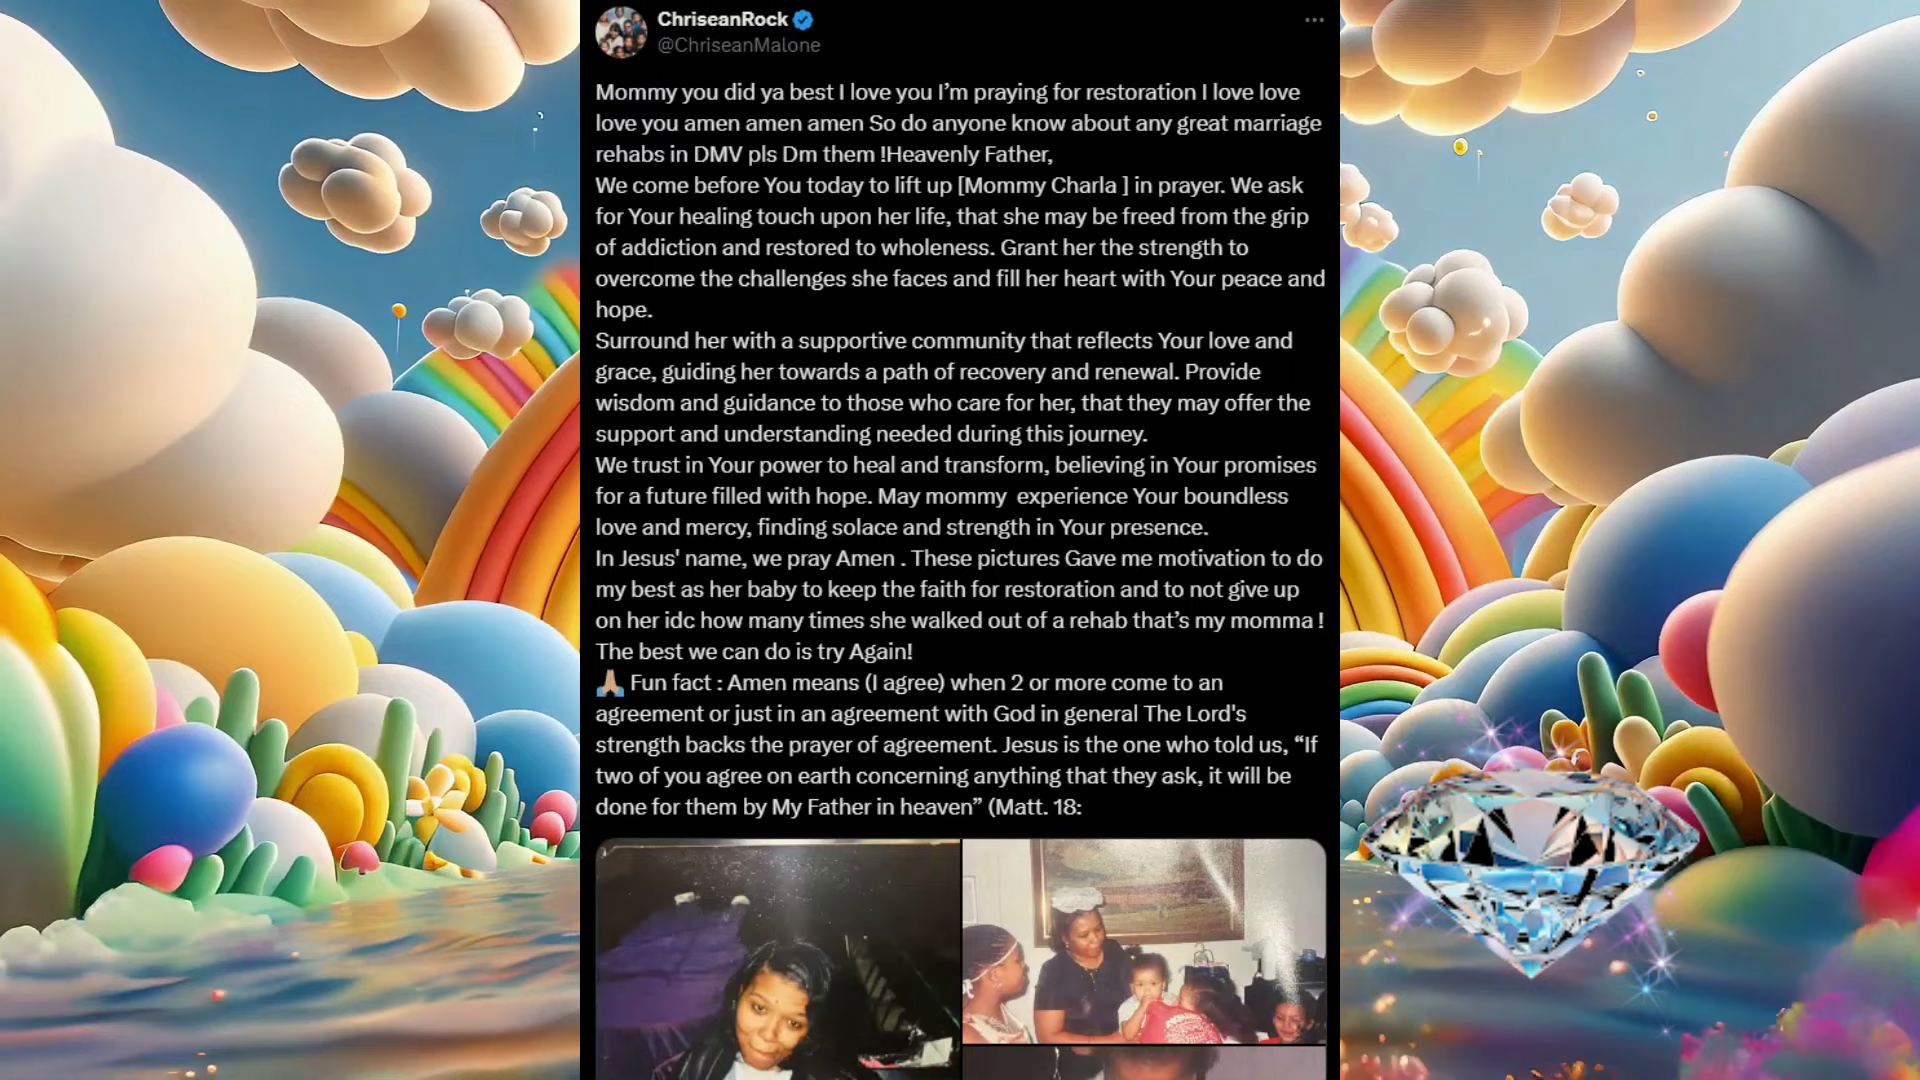 ChriseanRock
@ChriseanMalone
Mommy you did ya best I love you I’m praying for restoration I love love
love you amen amen amen So do anyone know about any great marriage
rehabs in DMV pls Dm them !Heavenly Father,
We come before You today to lift up [Mommy Charla ] in prayer. We ask
for Your healing touch upon her life, that she may be freed from the grip
of addiction and restored to wholeness. Grant her the strength to
overcome the challenges she faces and fill her heart with Your peace and
hope.
Surround her with a supportive community that reflects Your love and
grace, guiding her towards a path of recovery and renewal. Provide
wisdom and guidance to those who care for her, that they may offer the
support and understanding needed during this journey.
We trust in Your power to heal and transform, believing in Your promises
for a future filled with hope. May mommy  experience Your boundless
love and mercy, finding solace and strength in Your presence.
In Jesus' name, we pray Amen . These pictures Gave me motivation to do
my best as her baby to keep the faith for restoration and to not give up
on her idc how many times she walked out of a rehab that’s my momma !
The best we can do is try Again!
🙏🏽 Fun fact : Amen means (I agree) when 2 or more come to an
agreement or just in an agreement with God in general The Lord's
strength backs the prayer of agreement. Jesus is the one who told us, “If
two of you agree on earth concerning anything that they ask, it will be
done for them by My Father in heaven” (Matt. 18: